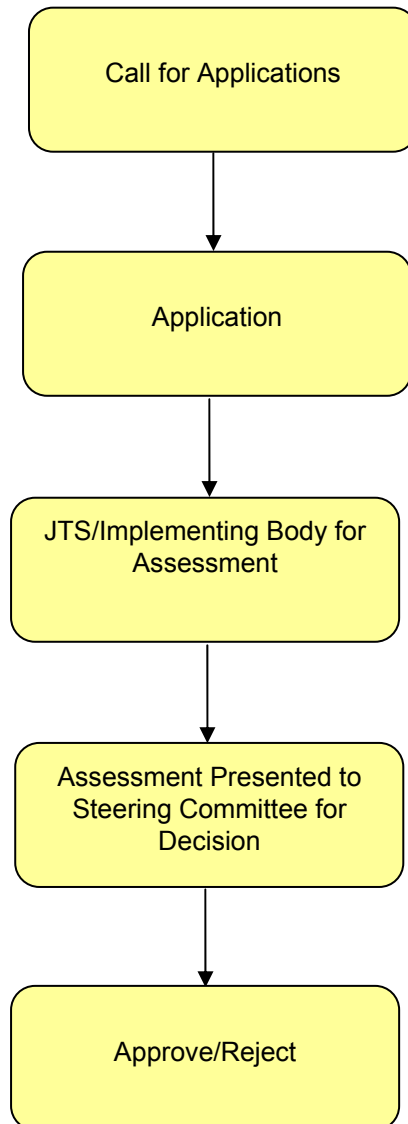 Call for Applications
Application
JTS/Implementing Body for
Assessment
Assessment Presented to
Steering Committee for
Decision
Approve/Reject